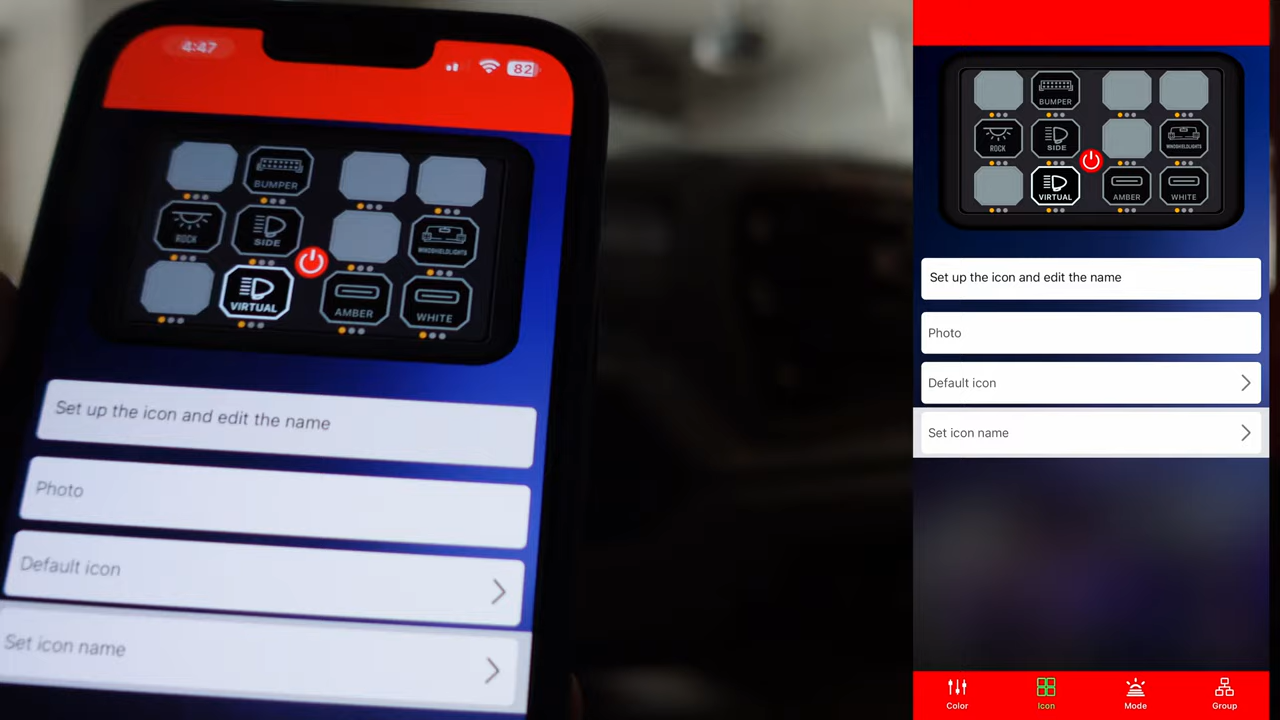 4:47
82
BUMPER
ROCK
SIDE
WINDSHIELDLIGHTS
VIRTUAL
AMBER
WHITE
Set up the icon and edit the name
Photo
Default icon
Set icon name
BUMPER
ROCK
SIDE
WINDSHIELDLIGHTS
VIRTUAL
AMBER
WHITE
Set up the icon and edit the name
Photo
Default icon
Set icon name
Color
Icon
Mode
Group